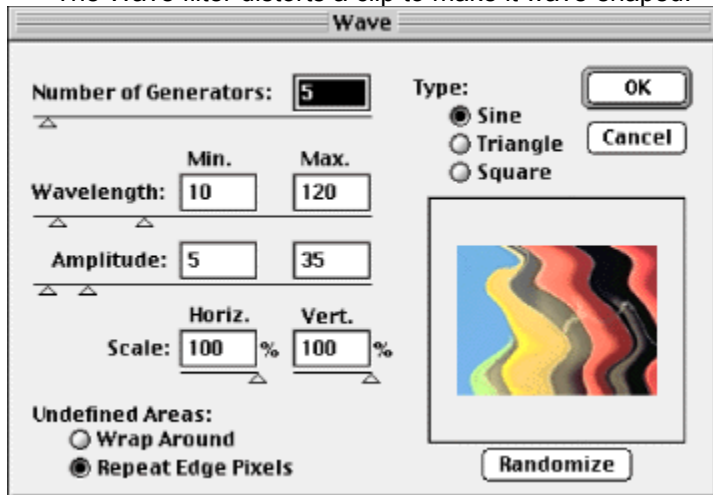 The Wave filter distorts a clip to make it wave-shaped.
Wave
Number of Generators: 5
Min. Max.
Wavelength: 10 120
Amplitude: 5 35
Horiz. Vert.
Scale: 100 % 100 %
Undefined Areas:
Wrap Around
Repeat Edge Pixels
Type:
Sine
Triangle
Square
OK
Cancel
Randomize